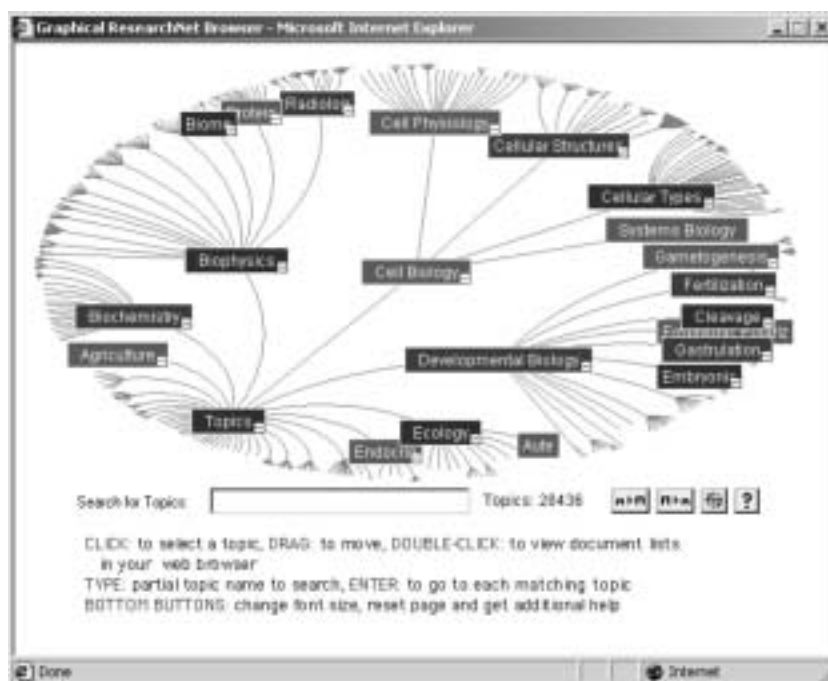 Graphical ResearchNet Browser - Microsoft Internet Explorer
Radiolog
Protein
Biome
Cell Physiology
Cellular Structures
Cellular Types
Systems Biology
Biophysics
Cell Biology
Gametogenesis
Fertilization
Biochemistry
Cleavage
Agriculture
Developmental Biology
Gastrulation
Embryonic
Topics
Ecology
Endocri
Aute
Search for Topics:
Topics: 28436
?
CLICK: to select a topic, DRAG: to move, DOUBLE-CLICK: to view document lists
in your web browser
TYPE: partial topic name to search, ENTER: to go to each matching topic
BOTTOM BUTTONS: change font size, reset page and get additional help
Done
Internet